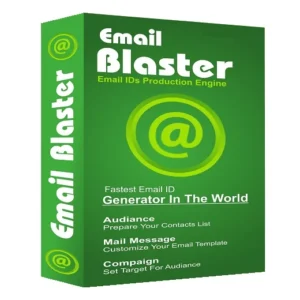 Email
Blaster
Email IDs Production Engine
@
Fastest Email ID
Generator In The World
Audiance
Prepare Your Contacts List
Mail Message
Customize Your Email Template
Compaign
Set Target For Audiance
@ Email Blaster @